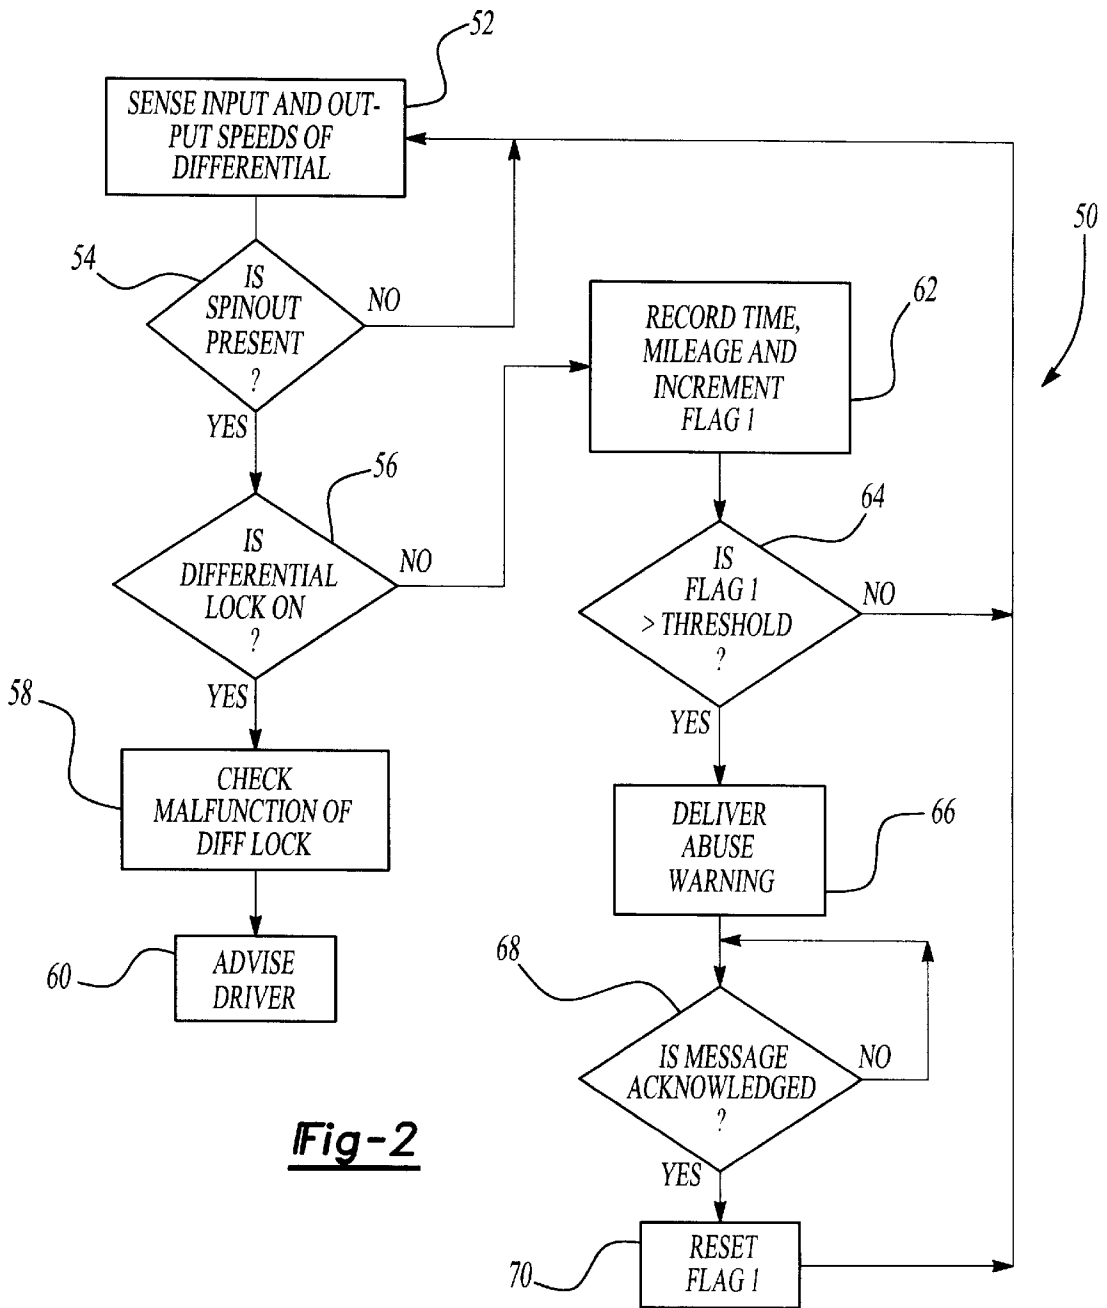 52
SENSE INPUT AND OUT-
PUT SPEEDS OF
DIFFERENTIAL
50
54
IS
SPINOUT
PRESENT
?
NO
YES
62
RECORD TIME,
MILEAGE AND
INCREMENT
FLAG 1
56
IS
DIFFERENTIAL
LOCK ON
?
NO
YES
64
IS
FLAG 1
> THRESHOLD
?
NO
YES
58
CHECK
MALFUNCTION OF
DIFF LOCK
66
DELIVER
ABUSE
WARNING
60
ADVISE
DRIVER
68
IS MESSAGE
ACKNOWLEDGED
?
NO
YES
Fig-2
70
RESET
FLAG 1